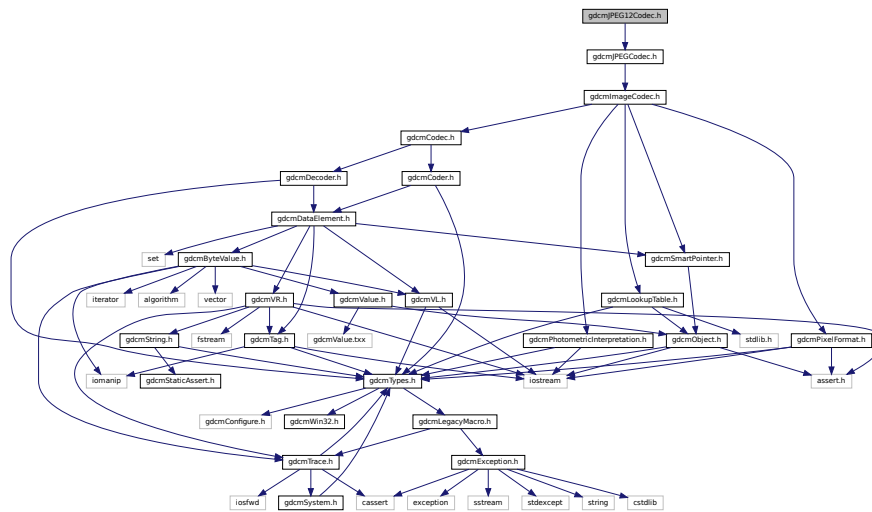 gdcmJPEG12Codec.h
gdcmJPEGCodec.h
gdcmImageCodec.h
gdcmCodec.h
gdcmDecoder.h
gdcmCoder.h
gdcmDataElement.h
set
gdcmByteValue.h
gdcmSmartPointer.h
iterator
algorithm
vector
gdcmVR.h
gdcmValue.h
gdcmVL.h
gdcmLookupTable.h
gdcmString.h
fstream
gdcmTag.h
gdcmValue.txx
gdcmPhotometricInterpretation.h
gdcmObject.h
stdlib.h
gdcmPixelFormat.h
iomanip
gdcmStaticAssert.h
gdcmTypes.h
iostream
assert.h
gdcmConfigure.h
gdcmWin32.h
gdcmLegacyMacro.h
gdcmTrace.h
gdcmException.h
iosfwd
gdcmSystem.h
cassert
exception
sstream
stdexcept
string
cstdlib